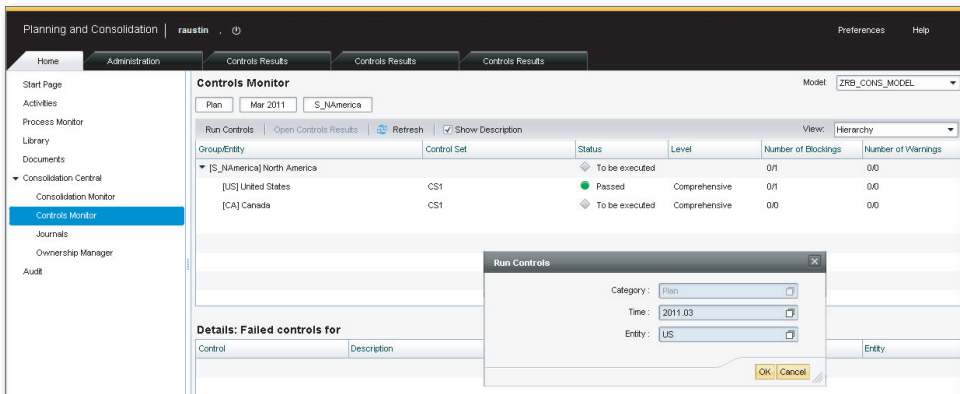 Planning and Consolidation | raustin .
Preferences Help
Home Administration Controls Results Controls Results Controls Results
Start Page
Activities
Process Monitor
Library
Documents
Consolidation Central
Consolidation Monitor
Controls Monitor
Journals
Ownership Manager
Audit
Controls Monitor
Model: ZRB_CONS_MODEL
Plan Mar 2011 S_NAmerica
Run Controls | Open Controls Results | Refresh | Show Description View: Hierarchy
Group/Entity Control Set Status Level Number of Blockings Number of Warnings
[S_NAmerica] North America To be executed 0/1 0/0
[US] United States CS1 Passed Comprehensive 0/1 0/0
[CA] Canada CS1 To be executed Comprehensive 0/0 0/0
Run Controls
Category : Plan
Time : 2011.03
Entity : US
OK Cancel
Details: Failed controls for
Control Description Entity